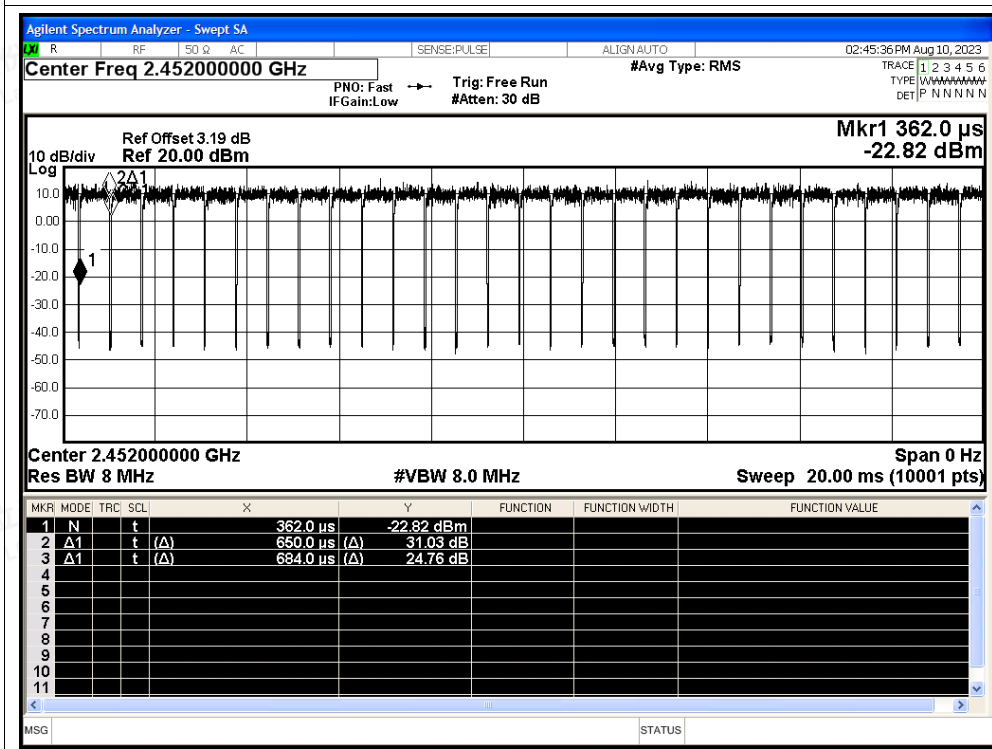 Agilent Spectrum Analyzer - Swept SA
LXI R RF 50 Ω AC SENSE:PULSE ALIGN AUTO 02:45:36 PM Aug 10, 2023
Center Freq 2.452000000 GHz #Avg Type: RMS TRACE 1 2 3 4 5 6
PNO: Fast Trig: Free Run TYPE WWWWWW
IFGain:Low #Atten: 30 dB DET P N N N N N
Mkr1 362.0 µs
Ref Offset 3.19 dB
10 dB/div Ref 20.00 dBm -22.82 dBm
Log
2Δ1
10.0
0.00
-10.0
1
-20.0
-30.0
-40.0
-50.0
-60.0
-70.0
Center 2.452000000 GHz Span 0 Hz
Res BW 8 MHz #VBW 8.0 MHz Sweep 20.00 ms (10001 pts)
MKR MODE TRC SCL X Y FUNCTION FUNCTION WIDTH FUNCTION VALUE
1 N t 362.0 µs -22.82 dBm
2 Δ1 t (Δ) 650.0 µs (Δ) 31.03 dB
3 Δ1 t (Δ) 684.0 µs (Δ) 24.76 dB
4
5
6
7
8
9
10
11
MSG STATUS